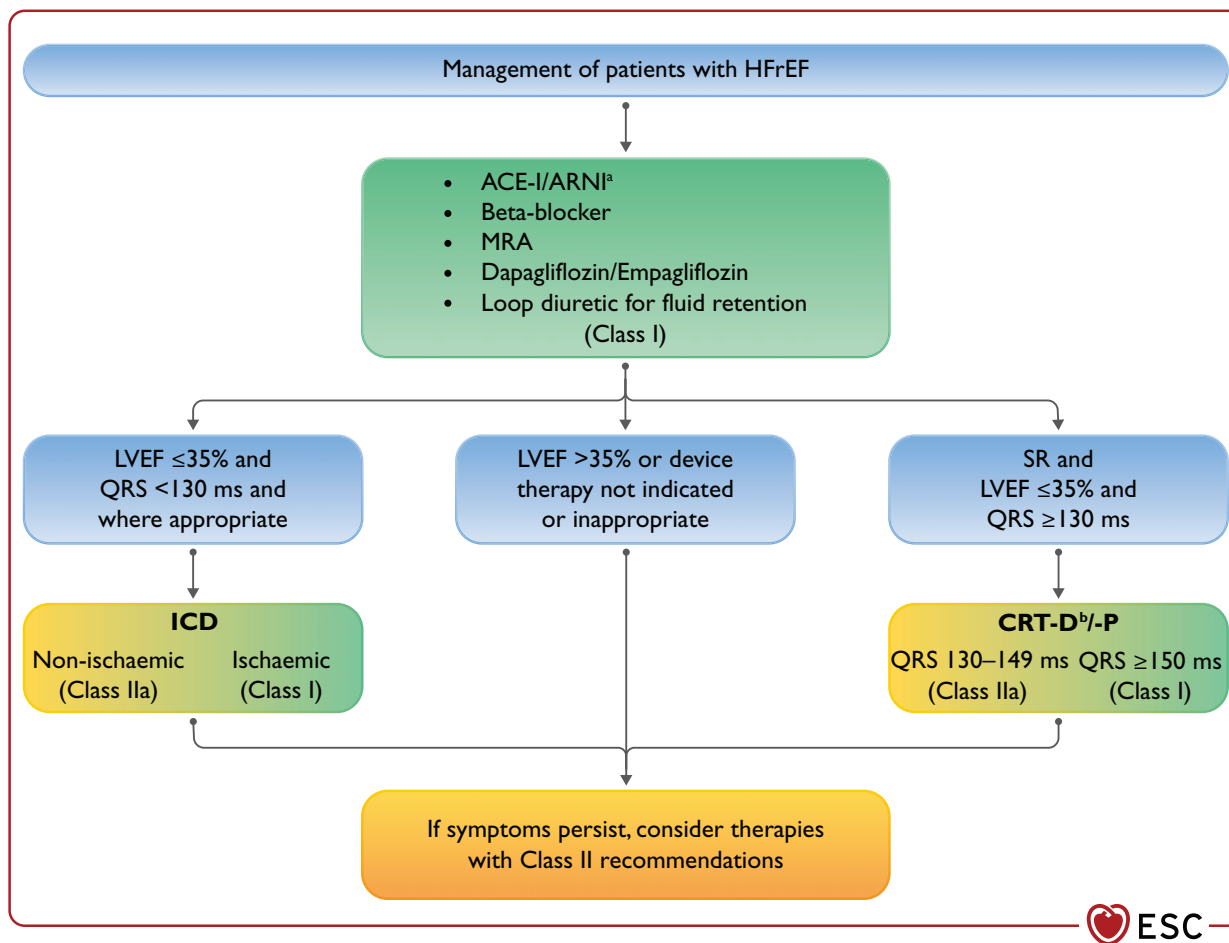 Management of patients with HFrEF
• ACE-I/ARNIᵃ
• Beta-blocker
• MRA
• Dapagliflozin/Empagliflozin
• Loop diuretic for fluid retention
(Class I)
LVEF ≤35% and
QRS <130 ms and
where appropriate
LVEF >35% or device
therapy not indicated
or inappropriate
SR and
LVEF ≤35% and
QRS ≥130 ms
ICD
Non-ischaemic
(Class IIa)
Ischaemic
(Class I)
CRT-Dᵇ/-P
QRS 130–149 ms
(Class IIa)
QRS ≥150 ms
(Class I)
If symptoms persist, consider therapies
with Class II recommendations
ESC